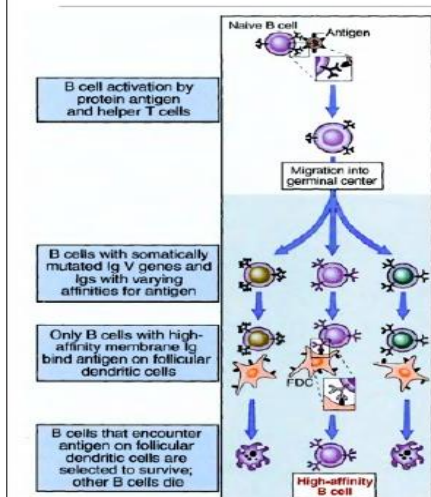 Naive B cell
Antigen
B cell activation by
protein antigen
and helper T cells
Migration into
germinal center
B cells with somatically
mutated Ig V genes and
Igs with varying
affinities for antigen
Only B cells with high-
affinity membrane Ig
bind antigen on follicular
dendritic cells
FDC
B cells that encounter
antigen on follicular
dendritic cells are
selected to survive;
other B cells die
High-affinity
B cell